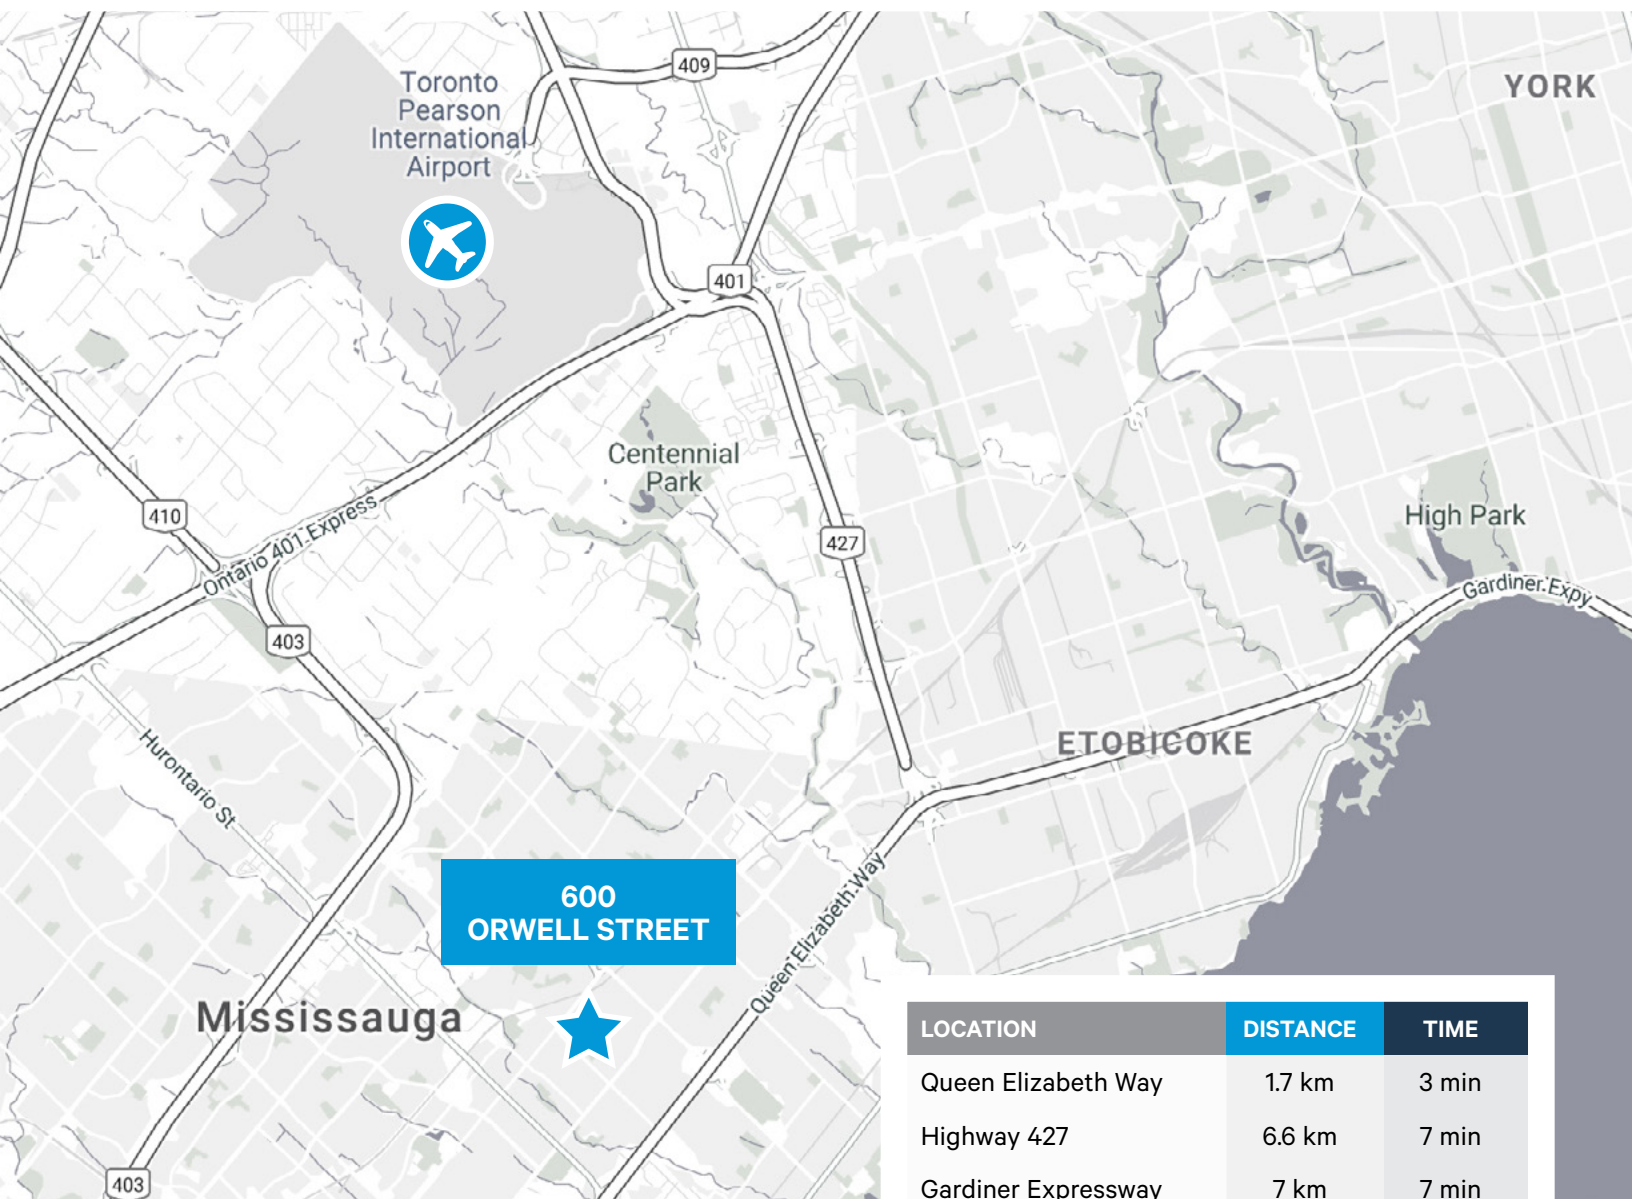 409
YORK
Toronto
Pearson
International
Airport
401
Centennial
Park
410
Ontario 401 Express
427
High Park
Gardiner Expy
403
Hurontario St
ETOBICOKE
600
ORWELL STREET
Queen Elizabeth Way
Mississauga
403
LOCATION DISTANCE TIME
Queen Elizabeth Way 1.7 km 3 min
Highway 427 6.6 km 7 min
Gardiner Expressway 7 km 7 min